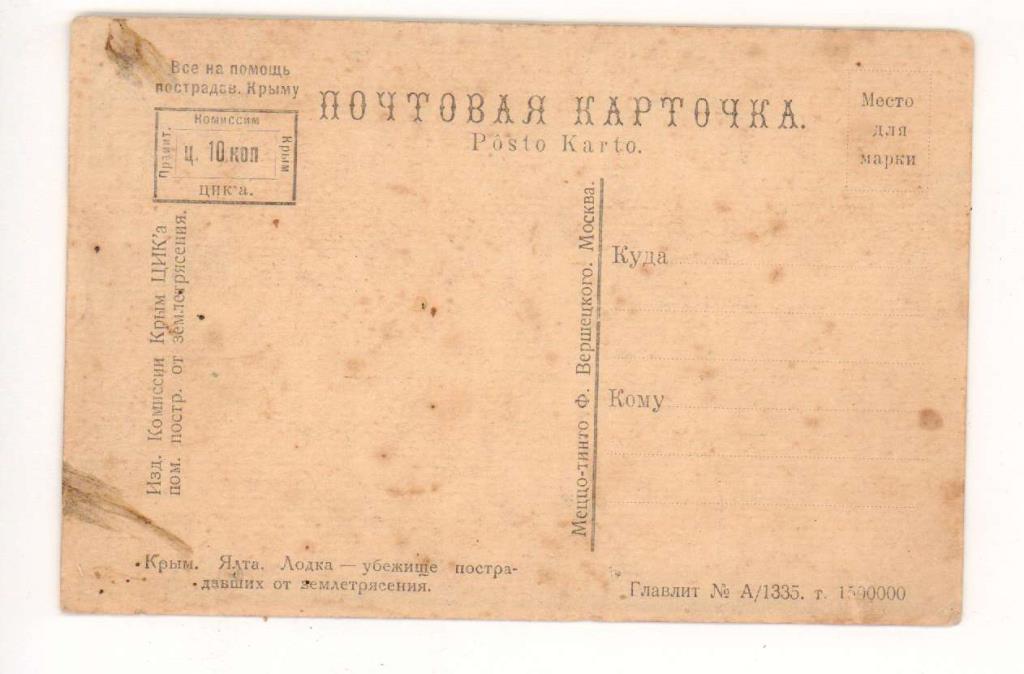 Все на помощь
пострадав. Крыму
Комиссии
Правит.
ц. 10 коп
Крым
ЦИК'а.
ПОЧТОВАЯ КАРТОЧКА.
Pôsto Karto.
Место
для
марки
Изд. Комиссии Крым ЦИК'а
пом. постр. от землетрясения.
Меццо-тинто Ф. Вершецкого. Москва.
Куда
Кому
Крым. Ялта. Лодка — убежище постра-
давших от землетрясения.
Главлит № А/1335. т. 1500000